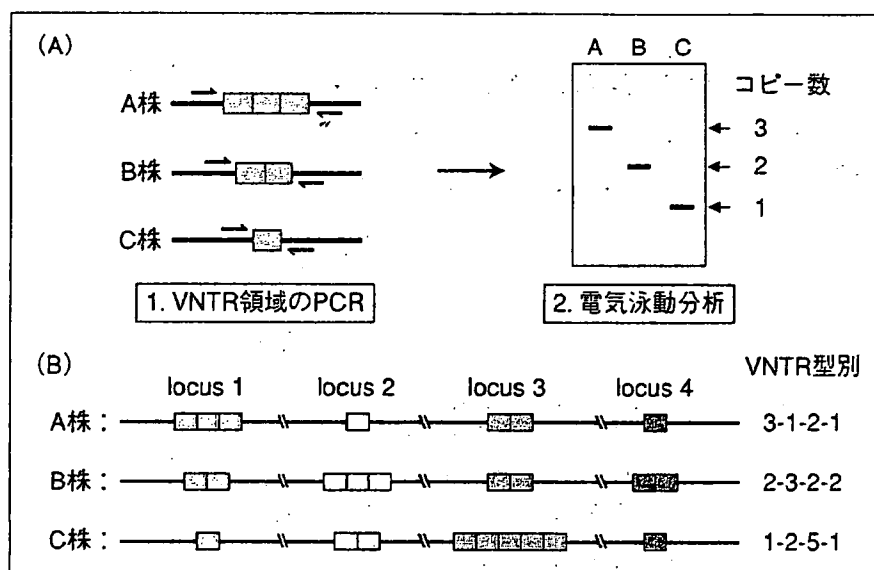 (A)
A B C
コピー数
A株
3
B株
2
C株
1
1. VNTR領域のPCR
2. 電気泳動分析
(B)
VNTR型別
locus 1 locus 2 locus 3 locus 4
A株: 3-1-2-1
B株: 2-3-2-2
C株: 1-2-5-1